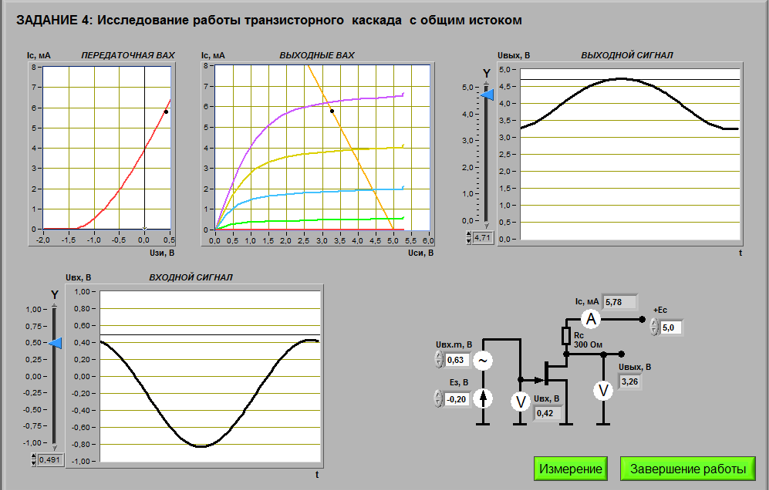 ЗАДАНИЕ 4: Исследование работы транзисторного каскада с общим истоком
Iс, мА ПЕРЕДАТОЧНАЯ ВАХ
8
7
6
5
4
3
2
1
0
-2,0 -1,5 -1,0 -0,5 0,0 0,5
Uзи, В
Iс, мА ВЫХОДНЫЕ ВАХ
8
7
6
5
4
3
2
1
0
0,0 0,5 1,0 1,5 2,0 2,5 3,0 3,5 4,0 4,5 5,0 5,5 6,0
Uси, В
Uвых, В ВЫХОДНОЙ СИГНАЛ
Y
5,0
4,0
3,0
2,0
1,0
0,0
4,71
5,0
4,5
4,0
3,5
3,0
2,5
2,0
1,5
1,0
0,5
0,0
t
Uвх, В ВХОДНОЙ СИГНАЛ
Y
1,00
0,75
0,50
0,25
0,00
-0,25
-0,50
-0,75
-1,00
0,491
1,00
0,80
0,60
0,40
0,20
0,00
-0,20
-0,40
-0,60
-0,80
-1,00
t
Iс, мА 5,78
+Ес
5,0
A
Rс
300 Ом
Uвх.m, В
0,63
~
Uвых, В
3,26
Ез, В
-0,20
V
V
Uвх, В
0,42
Измерение
Завершение работы